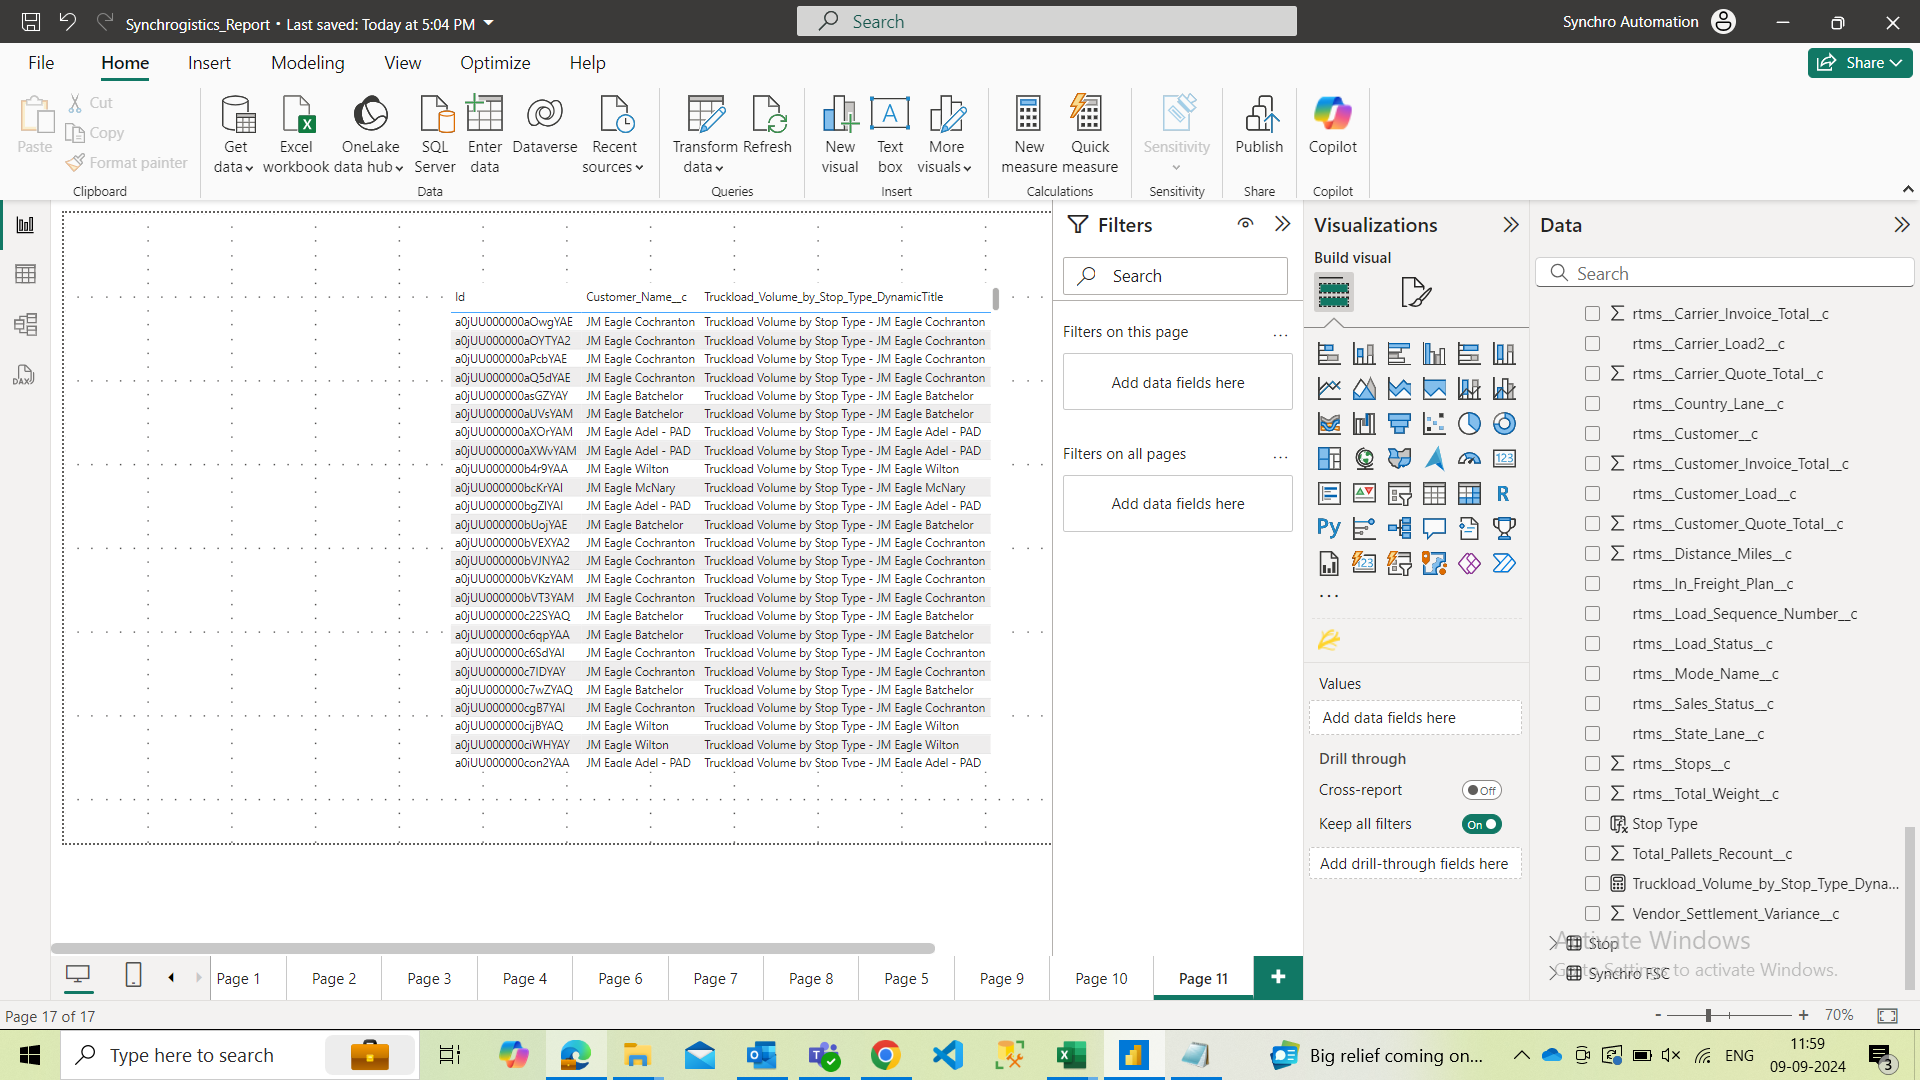 Synchrogistics_Report • Last saved: Today at 5:04 PM
Search
Synchro Automation
File
Home
Insert
Modeling
View
Optimize
Help
Share
Paste
Cut
Copy
Format painter
Clipboard
Get data
Excel workbook
OneLake data hub
SQL Server
Enter data
Dataverse
Recent sources
Data
Transform data
Refresh
Queries
New visual
Text box
More visuals
Insert
New measure
Quick measure
Calculations
Sensitivity
Sensitivity
Publish
Share
Copilot
Copilot
Id Customer_Name__c Truckload_Volume_by_Stop_Type_DynamicTitle
a0jUU000000aOwgYAE JM Eagle Cochranton Truckload Volume by Stop Type - JM Eagle Cochranton
a0jUU000000aOYTYA2 JM Eagle Cochranton Truckload Volume by Stop Type - JM Eagle Cochranton
a0jUU000000aPcbYAE JM Eagle Cochranton Truckload Volume by Stop Type - JM Eagle Cochranton
a0jUU000000aQ5dYAE JM Eagle Cochranton Truckload Volume by Stop Type - JM Eagle Cochranton
a0jUU000000asGZYAY JM Eagle Batchelor Truckload Volume by Stop Type - JM Eagle Batchelor
a0jUU000000aUVsYAM JM Eagle Batchelor Truckload Volume by Stop Type - JM Eagle Batchelor
a0jUU000000aXOrYAM JM Eagle Adel - PAD Truckload Volume by Stop Type - JM Eagle Adel - PAD
a0jUU000000aXWvYAM JM Eagle Adel - PAD Truckload Volume by Stop Type - JM Eagle Adel - PAD
a0jUU000000b4r9YAA JM Eagle Wilton Truckload Volume by Stop Type - JM Eagle Wilton
a0jUU000000bcKrYAI JM Eagle McNary Truckload Volume by Stop Type - JM Eagle McNary
a0jUU000000bgZlYAI JM Eagle Adel - PAD Truckload Volume by Stop Type - JM Eagle Adel - PAD
a0jUU000000bUojYAE JM Eagle Batchelor Truckload Volume by Stop Type - JM Eagle Batchelor
a0jUU000000bVEXYA2 JM Eagle Cochranton Truckload Volume by Stop Type - JM Eagle Cochranton
a0jUU000000bVJNYA2 JM Eagle Cochranton Truckload Volume by Stop Type - JM Eagle Cochranton
a0jUU000000bVKzYAM JM Eagle Cochranton Truckload Volume by Stop Type - JM Eagle Cochranton
a0jUU000000bVT3YAM JM Eagle Cochranton Truckload Volume by Stop Type - JM Eagle Cochranton
a0jUU000000c22SYAQ JM Eagle Batchelor Truckload Volume by Stop Type - JM Eagle Batchelor
a0jUU000000c6qpYAA JM Eagle Batchelor Truckload Volume by Stop Type - JM Eagle Batchelor
a0jUU000000c6SdYAI JM Eagle Cochranton Truckload Volume by Stop Type - JM Eagle Cochranton
a0jUU000000c7IDYAY JM Eagle Cochranton Truckload Volume by Stop Type - JM Eagle Cochranton
a0jUU000000c7wZYAQ JM Eagle Batchelor Truckload Volume by Stop Type - JM Eagle Batchelor
a0jUU000000cgB7YAI JM Eagle Cochranton Truckload Volume by Stop Type - JM Eagle Cochranton
a0jUU000000cijBYAQ JM Eagle Wilton Truckload Volume by Stop Type - JM Eagle Wilton
a0jUU000000ciWHYAY JM Eagle Wilton Truckload Volume by Stop Type - JM Eagle Wilton
a0jUU000000con2YAA JM Eagle Adel - PAD Truckload Volume by Stop Type - JM Eagle Adel - PAD
Filters
Search
Filters on this page
...
Add data fields here
Filters on all pages
...
Add data fields here
Visualizations
Build visual
123
R
Py
123
...
Values
Add data fields here
Drill through
Cross-report Off
Keep all filters On
Add drill-through fields here
Data
Search
rtms__Carrier_Invoice_Total__c
rtms__Carrier_Load2__c
rtms__Carrier_Quote_Total__c
rtms__Country_Lane__c
rtms__Customer__c
rtms__Customer_Invoice_Total__c
rtms__Customer_Load__c
rtms__Customer_Quote_Total__c
rtms__Distance_Miles__c
rtms__In_Freight_Plan__c
rtms__Load_Sequence_Number__c
rtms__Load_Status__c
rtms__Mode_Name__c
rtms__Sales_Status__c
rtms__State_Lane__c
rtms__Stops__c
rtms__Total_Weight__c
Stop Type
Total_Pallets_Recount__c
Truckload_Volume_by_Stop_Type_Dyna...
Vendor_Settlement_Variance__c
Stop
Synchro FSC
Activate Windows
Go to Settings to activate Windows.
DAX
Page 1
Page 2
Page 3
Page 4
Page 6
Page 7
Page 8
Page 5
Page 9
Page 10
Page 11
+
Page 17 of 17
- + 70%
Type here to search
Big relief coming on...
ENG
11:59
09-09-2024
3